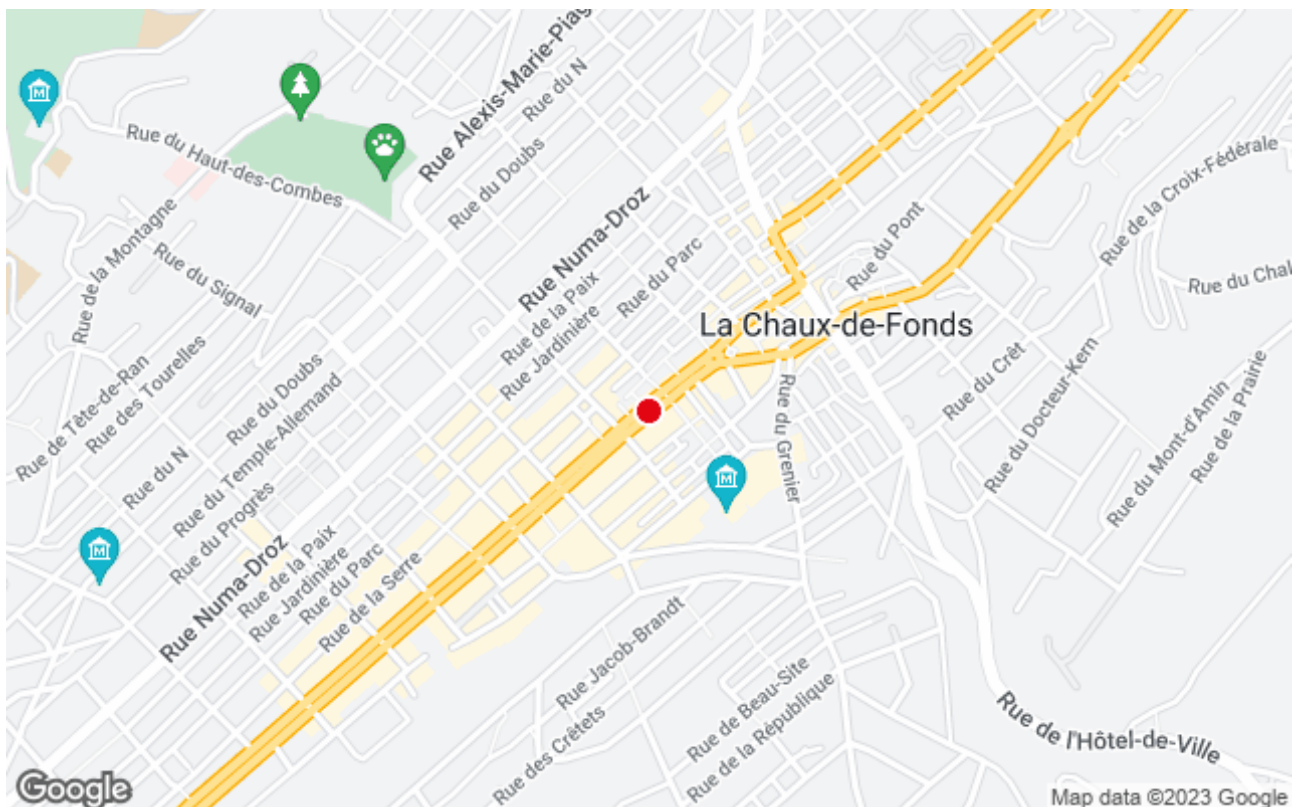 Rue Alexis-Marie-Piag
Rue du N
Rue du Haut-des-Combes
Rue du Doubs
Rue de la Croix-Fédérale
Rue de la Montagne
Rue du Signal
Rue Numa-Droz
Rue du Parc
Rue du Pont
Rue de la Paix
Rue Jardinière
Rue du Chal
La Chaux-de-Fonds
Rue de Tête-de-Ran
Rue des Tourelles
Rue du Doubs
Rue du Temple-Allemand
Rue du N
Rue du Progrès
Rue du Grenier
Rue du Crêt
Rue du Docteur-Kern
Rue du Mont-d'Amin
Rue de la Prairie
M
M
M
Rue Numa-Droz
Rue de la Paix
Rue Jardinière
Rue du Parc
Rue de la Serre
Rue Jacob-Brandt
Rue des Crêtets
Rue de Beau-Site
Rue de la République
Rue de l'Hôtel-de-Ville
Google
Map data ©2023 Google